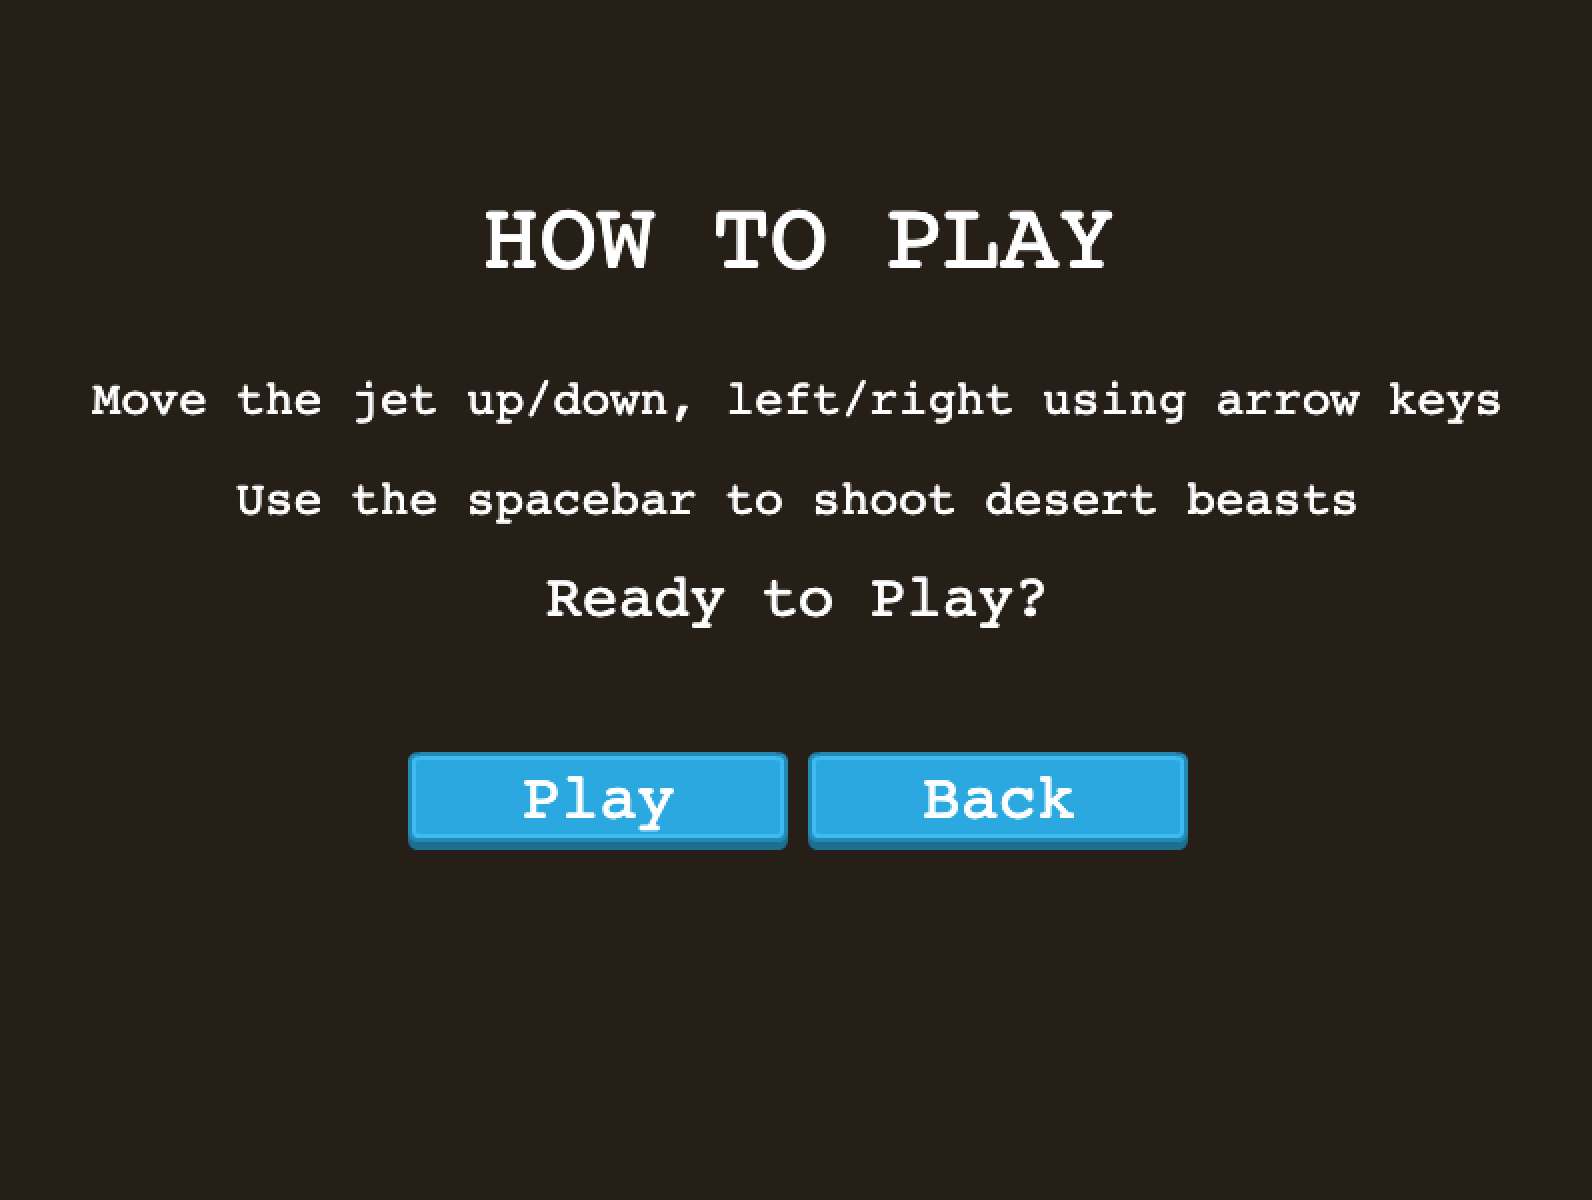 HOW TO PLAY
Move the jet up/down, left/right using arrow keys
Use the spacebar to shoot desert beasts
Ready to Play?
Play
Back